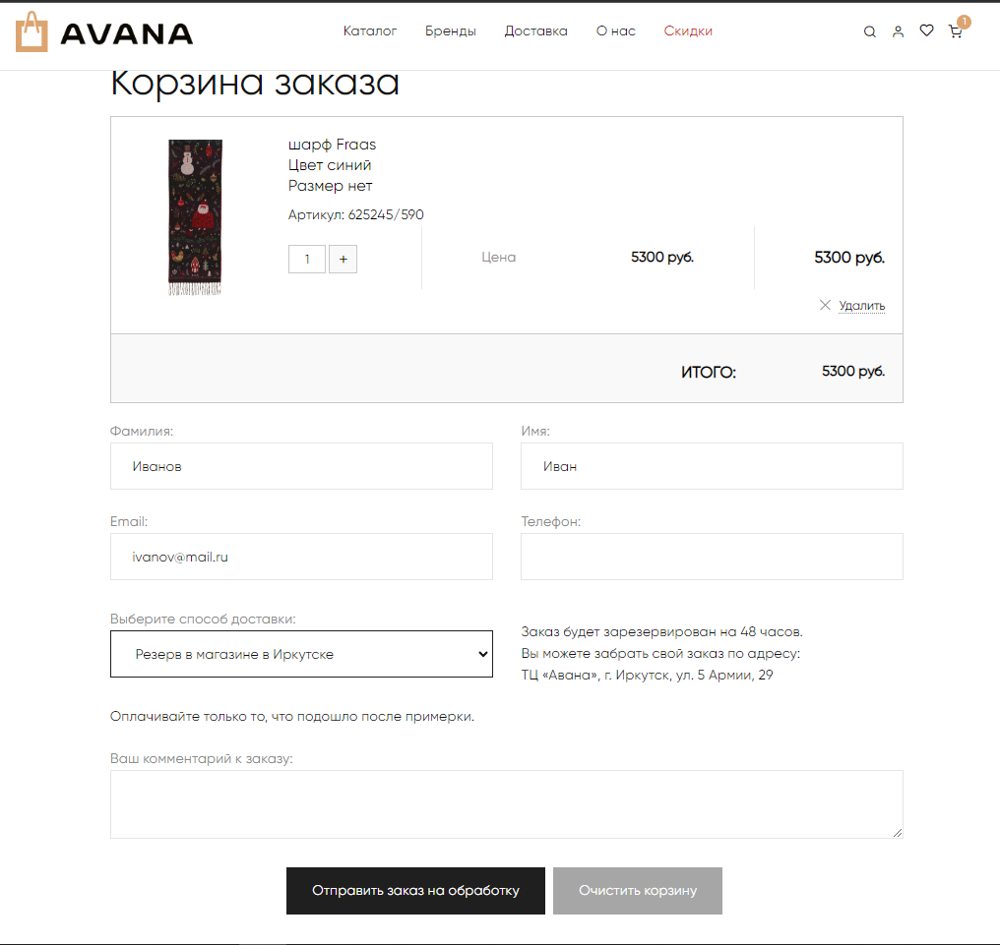 AVANA
Каталог Бренды Доставка О нас Скидки
1
Корзина заказа
шарф Fraas
Цвет синий
Размер нет
Артикул: 625245/590
1 + Цена 5300 руб. 5300 руб.
Удалить
ИТОГО: 5300 руб.
Фамилия: Имя:
Иванов Иван
Email: Телефон:
ivanov@mail.ru
Выберите способ доставки:
Резерв в магазине в Иркутске
Заказ будет зарезервирован на 48 часов.
Вы можете забрать свой заказ по адресу:
ТЦ «Авана», г. Иркутск, ул. 5 Армии, 29
Оплачивайте только то, что подошло после примерки.
Ваш комментарий к заказу:
Отправить заказ на обработку Очистить корзину